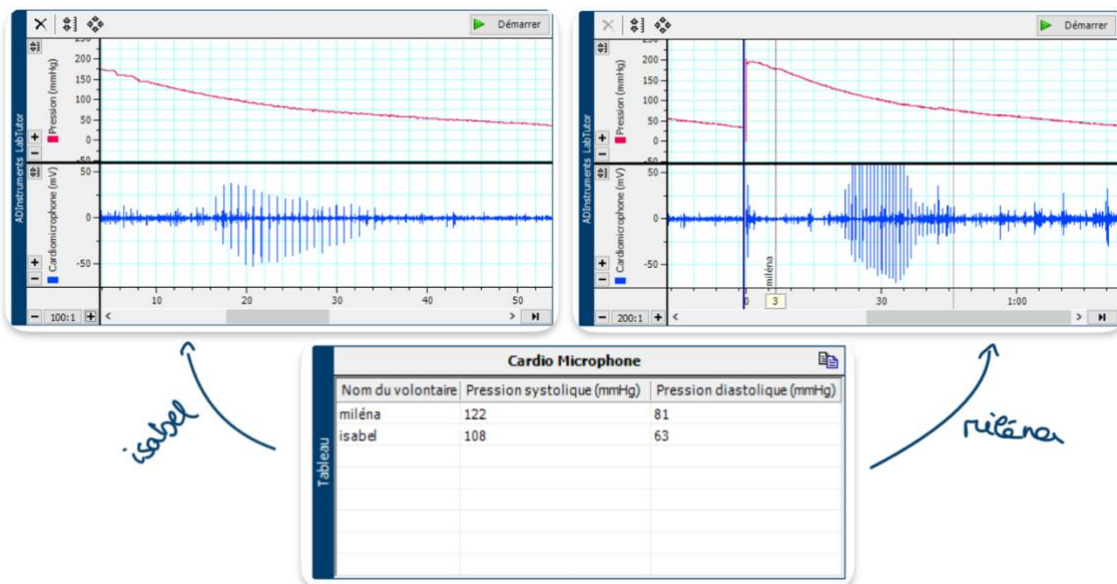 Démarrer
250
200
150
100
50
0
-50
Pression (mmHg)
ADInstruments LabTutor
50
0
-50
Cardiomicrophone (mV)
10
20
30
40
50
100:1
Démarrer
200
150
100
50
0
-50
Pression (mmHg)
ADInstruments LabTutor
50
0
-50
Cardiomicrophone (mV)
miléna
0
3
30
1:00
200:1
isabel
miléna
Cardio Microphone
Tableau
Nom du volontaire Pression systolique (mmHg) Pression diastolique (mmHg)
miléna 122 81
isabel 108 63